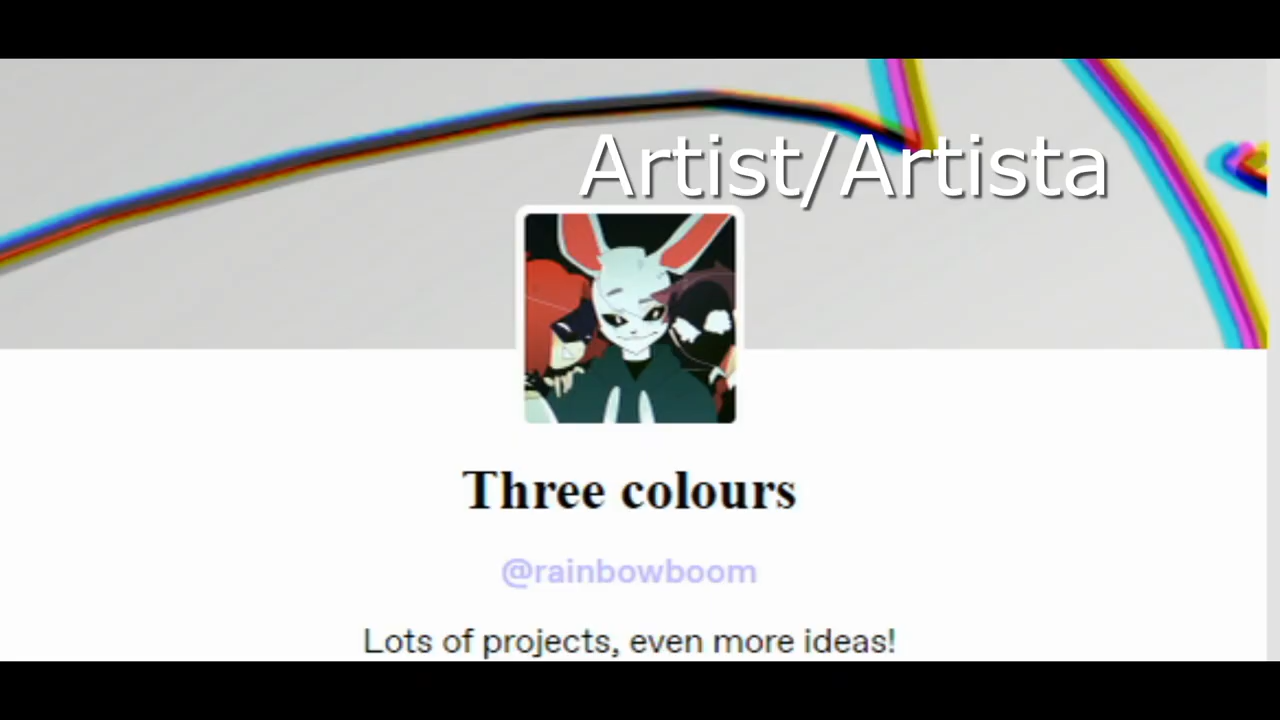 Artist/Artista
Three colours
@rainbowboom
Lots of projects, even more ideas!